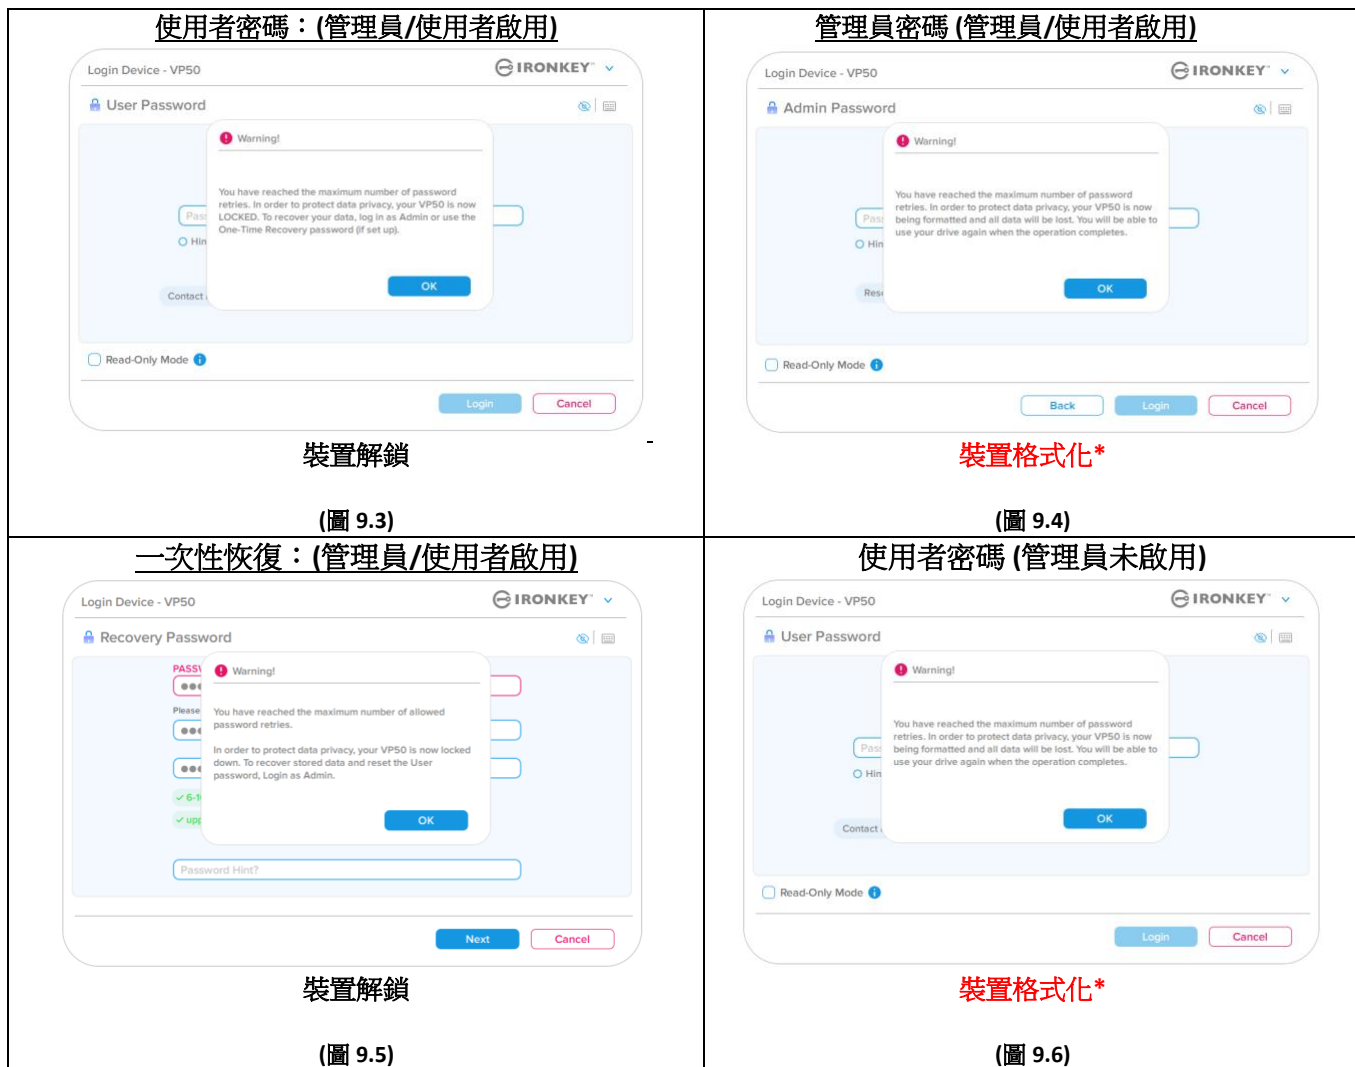 使用者密碼：(管理員/使用者啟用)
Login Device - VP50
IRONKEY
User Password
Warning!
You have reached the maximum number of password
retries. In order to protect data privacy, your VP50 is now
LOCKED. To recover your data, log in as Admin or use the
One-Time Recovery password (if set up).
Pass
Hin
OK
Contact
Read-Only Mode
Login
Cancel
裝置解鎖
(圖 9.3)
管理員密碼 (管理員/使用者啟用)
Login Device - VP50
IRONKEY
Admin Password
Warning!
You have reached the maximum number of password
retries. In order to protect data privacy, your VP50 is now
being formatted and all data will be lost. You will be able to
use your drive again when the operation completes.
Pass
Hin
OK
Rese
Read-Only Mode
Back
Login
Cancel
裝置格式化*
(圖 9.4)
一次性恢復：(管理員/使用者啟用)
Login Device - VP50
IRONKEY
Recovery Password
PASSW
Warning!
Please
You have reached the maximum number of allowed
password retries.
In order to protect data privacy, your VP50 is now locked
down. To recover stored data and reset the User
password, Login as Admin.
6-1
upp
OK
Password Hint?
Next
Cancel
裝置解鎖
(圖 9.5)
使用者密碼 (管理員未啟用)
Login Device - VP50
IRONKEY
User Password
Warning!
You have reached the maximum number of password
retries. In order to protect data privacy, your VP50 is now
being formatted and all data will be lost. You will be able to
use your drive again when the operation completes.
Pass
Hin
OK
Contact
Read-Only Mode
Login
Cancel
裝置格式化*
(圖 9.6)